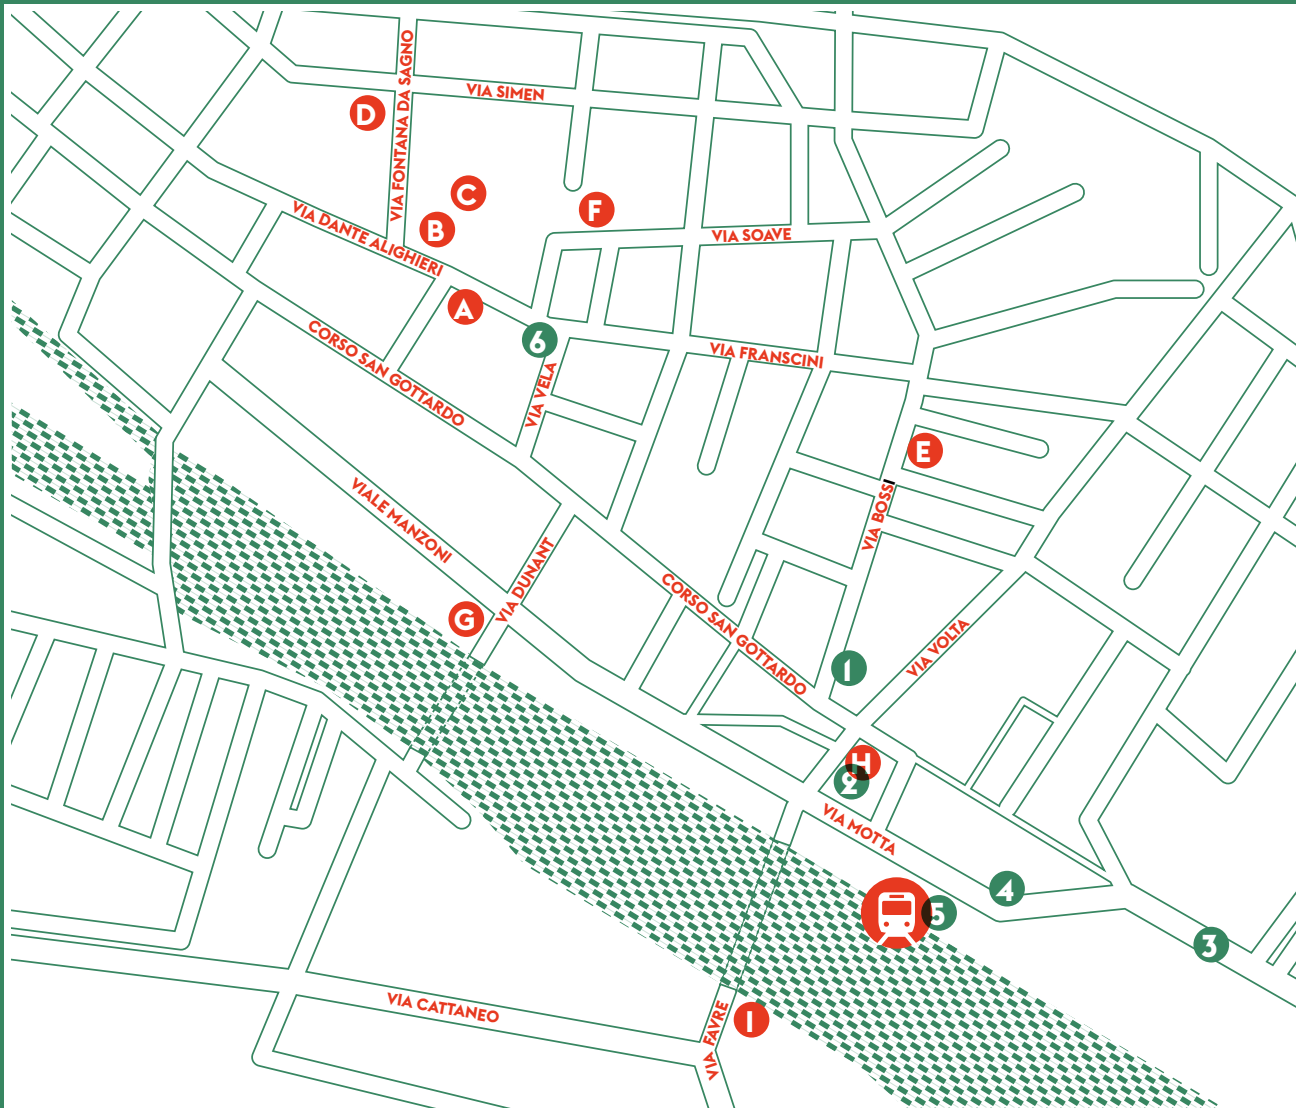 VIA SIMEN
VIA FONTANA DA SAGNO
D
C
B
F
VIA DANTE ALIGHIERI
VIA SOAVE
A
6
CORSO SAN GOTTARDO
VIA VELA
VIA FRANSCINI
E
VIALE MANZONI
VIA BOSSI
VIA DUNANT
G
CORSO SAN GOTTARDO
1
VIA VOLTA
H
2
VIA MOTTA
4
5
3
VIA CATTANEO
VIA FAVRE
I